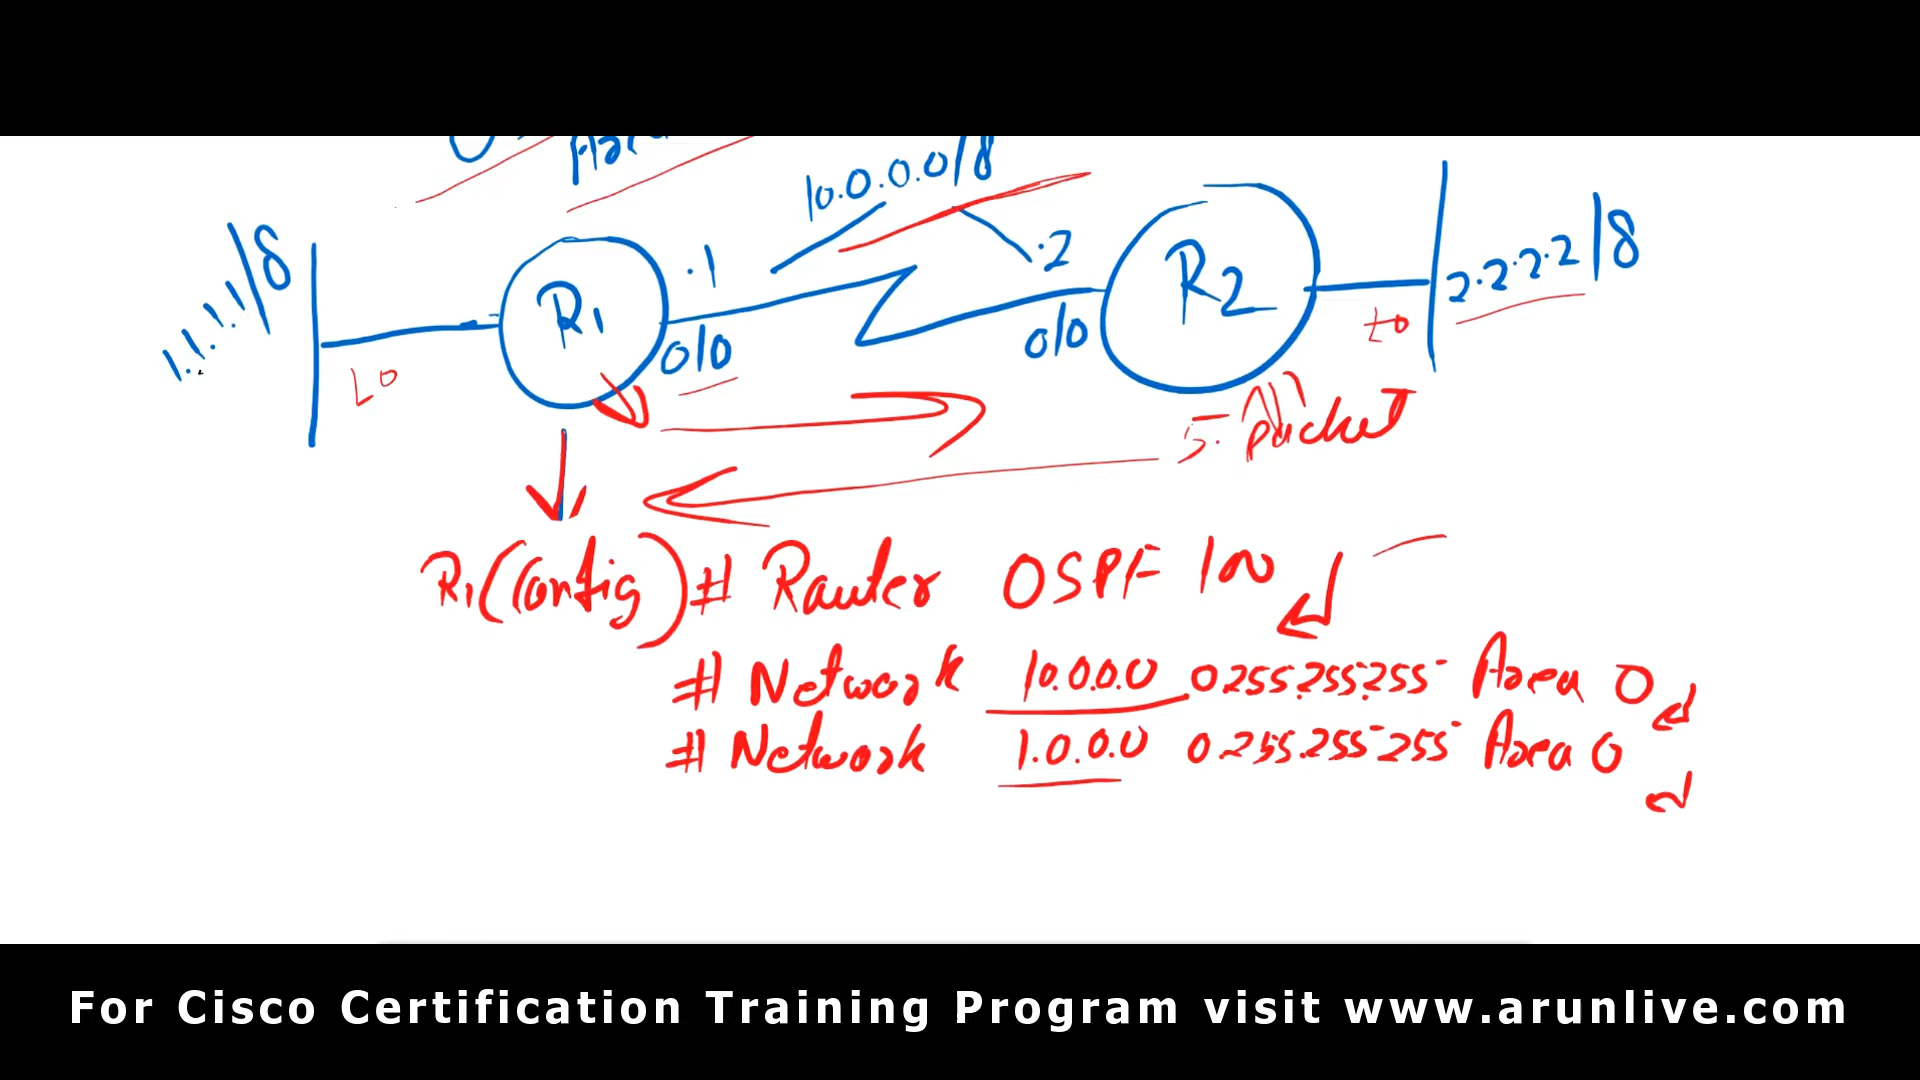 Area
10.0.0.0/8
1.1.1.1/8
R1
.1
0/0
.2
0/0
R2
2.2.2.2/8
L0
L0
5. Packet
R1(Config)# Router OSPF 100
# Network 10.0.0.0 0.255.255.255 Area 0
# Network 1.0.0.0 0.255.255.255 Area 0
For Cisco Certification Training Program visit www.arunlive.com